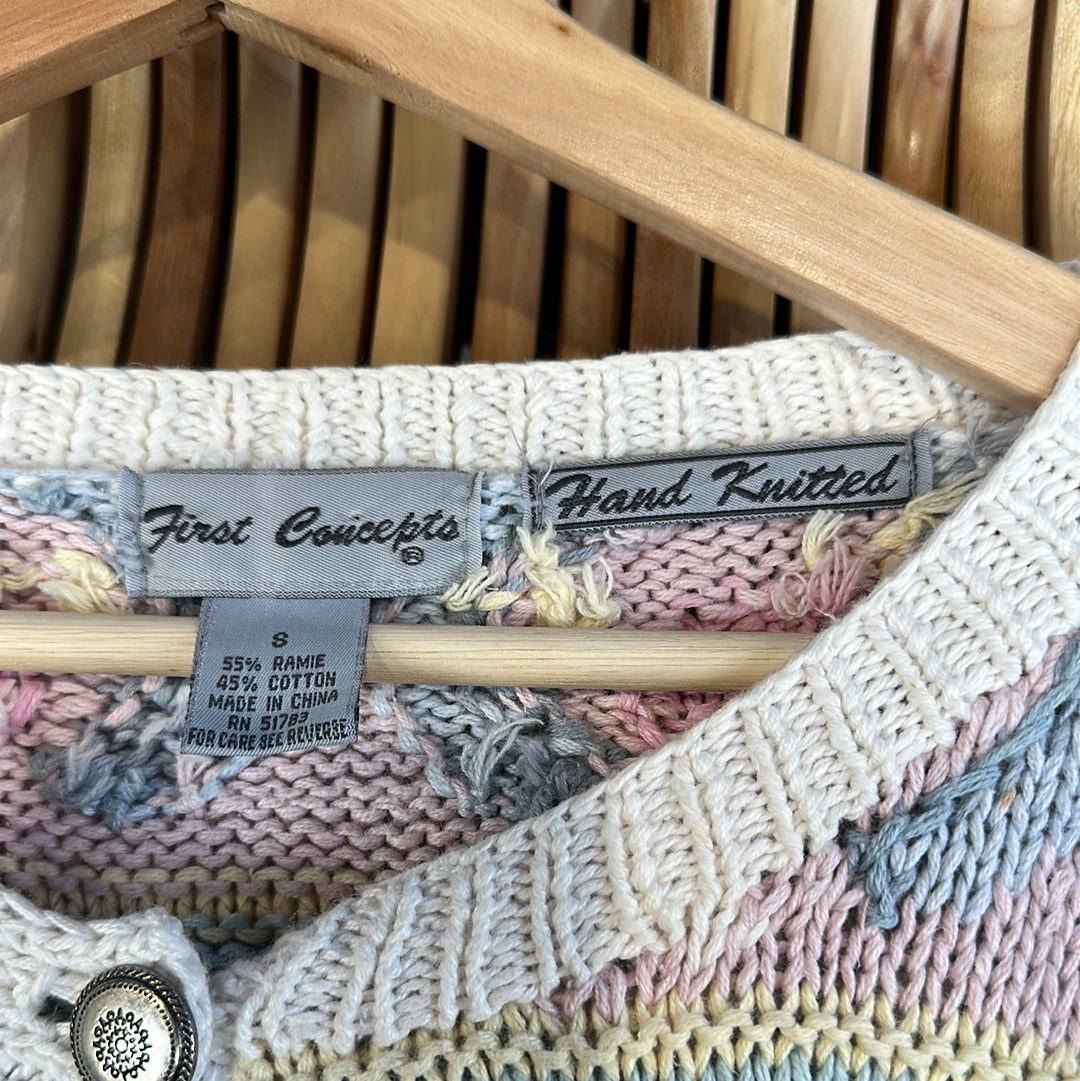 First Concepts ®
Hand Knitted
S
55% RAMIE
45% COTTON
MADE IN CHINA
RN 51783
FOR CARE SEE REVERSE